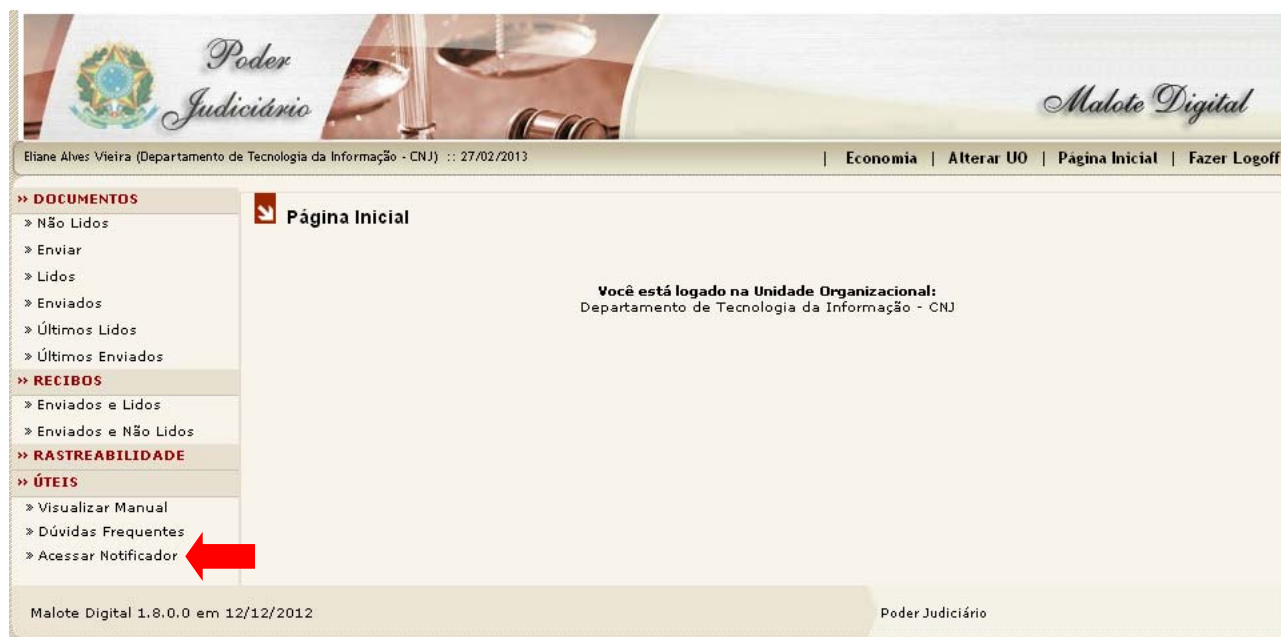 Poder
Judiciário
Malote Digital
Eliane Alves Vieira (Departamento de Tecnologia da Informação - CNJ) :: 27/02/2013
| Economia | Alterar UO | Página Inicial | Fazer Logoff
» DOCUMENTOS
» Não Lidos
» Enviar
» Lidos
» Enviados
» Últimos Lidos
» Últimos Enviados
» RECIBOS
» Enviados e Lidos
» Enviados e Não Lidos
» RASTREABILIDADE
» ÚTEIS
» Visualizar Manual
» Dúvidas Frequentes
» Acessar Notificador
Página Inicial
Você está logado na Unidade Organizacional:
Departamento de Tecnologia da Informação - CNJ
Malote Digital 1.8.0.0 em 12/12/2012
Poder Judiciário